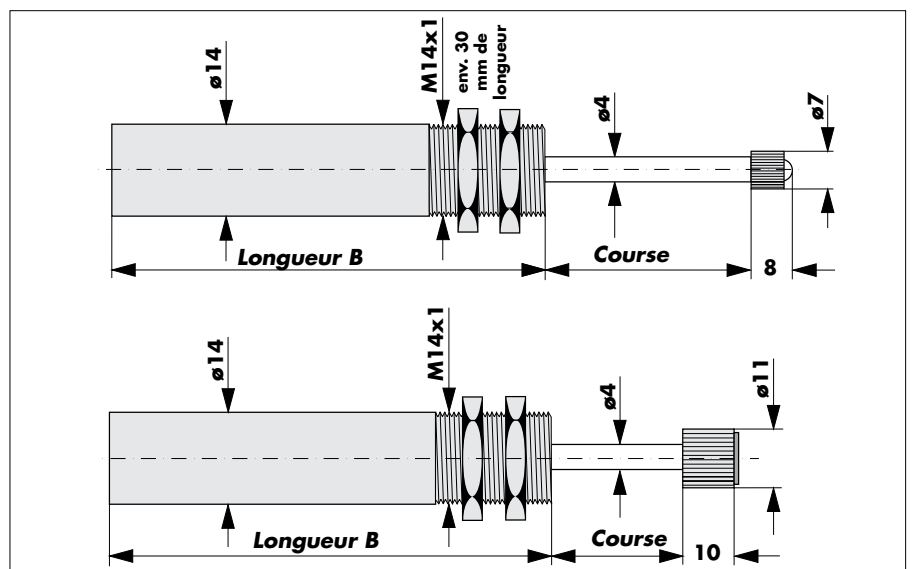 ø14
M14x1
env. 30
mm de
longueur
ø4
ø7
Longueur B
Course
8
ø14
M14x1
ø4
ø11
Longueur B
Course
10